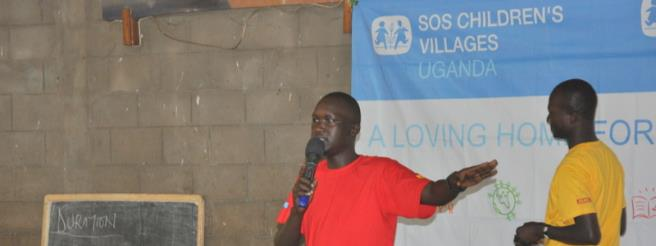 SOS CHILDREN'S
VILLAGES
UGANDA
A LOVING HOME FOR
DURATION